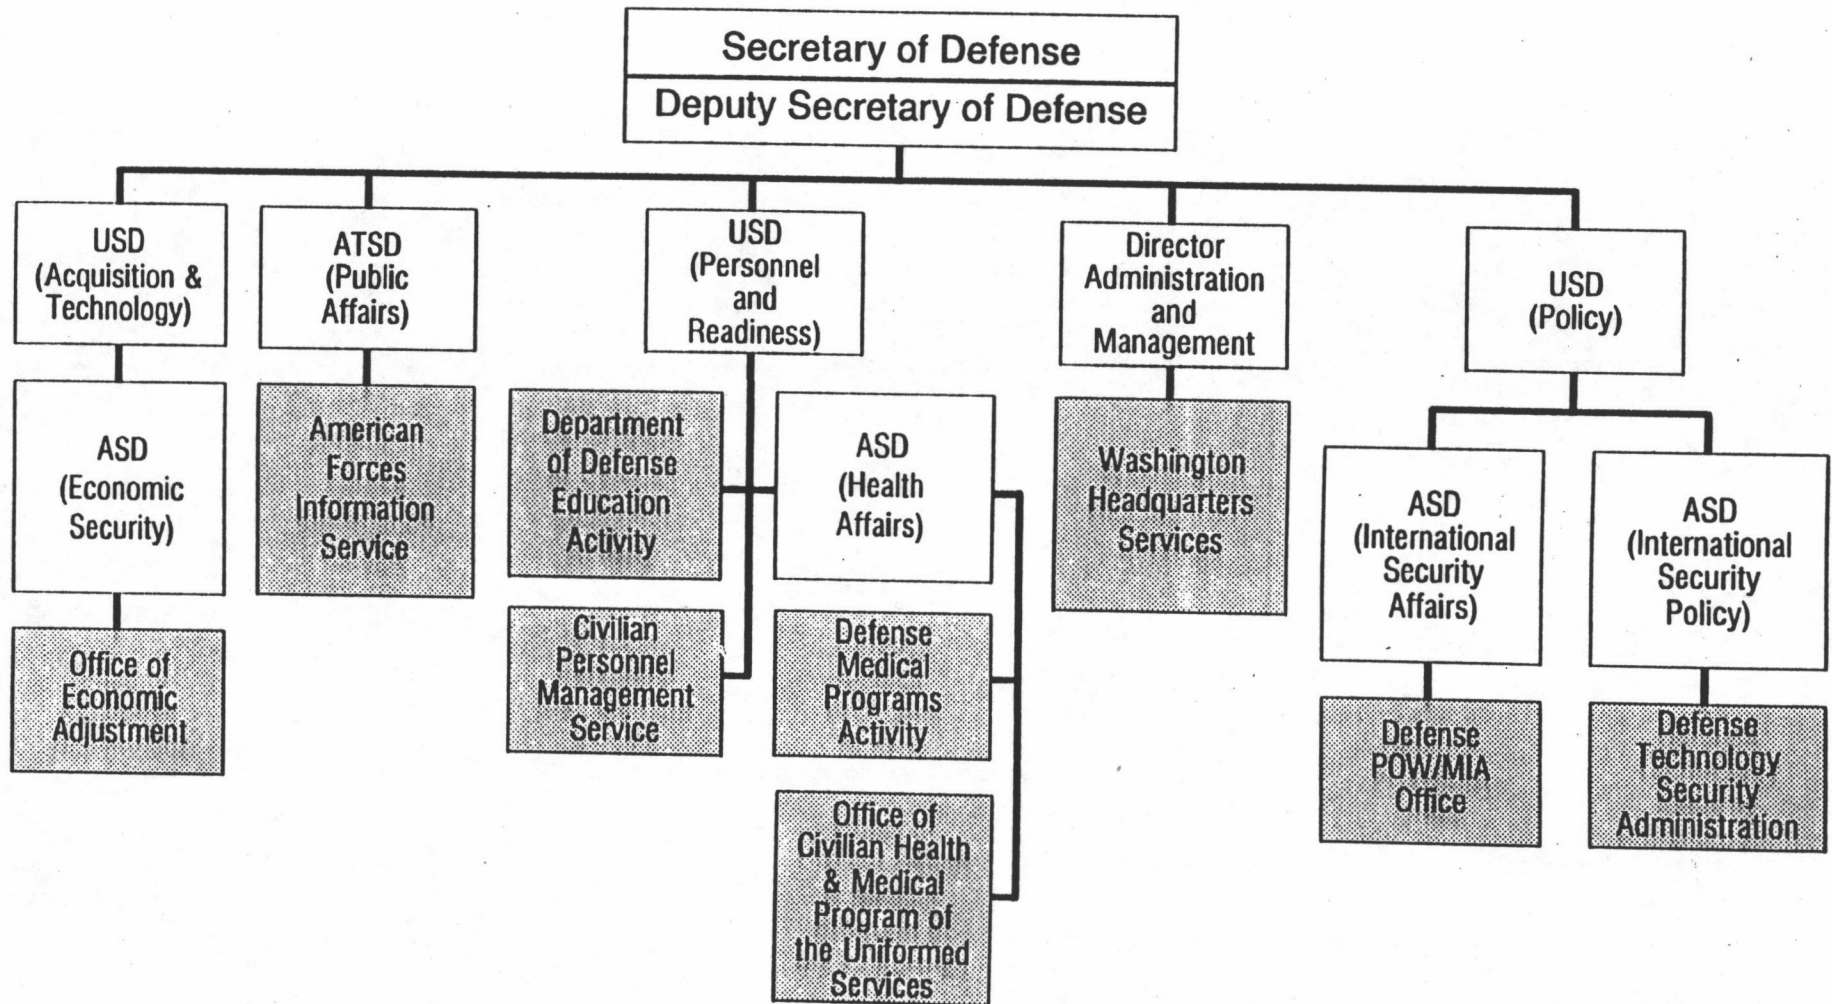 Secretary of Defense
Deputy Secretary of Defense
USD
(Acquisition &
Technology)
ATSD
(Public
Affairs)
USD
(Personnel
and
Readiness)
Director
Administration
and
Management
USD
(Policy)
ASD
(Economic
Security)
American
Forces
Information
Service
Department
of Defense
Education
Activity
ASD
(Health
Affairs)
Washington
Headquarters
Services
ASD
(International
Security
Affairs)
ASD
(International
Security
Policy)
Office of
Economic
Adjustment
Civilian
Personnel
Management
Service
Defense
Medical
Programs
Activity
Defense
POW/MIA
Office
Defense
Technology
Security
Administration
Office of
Civilian Health
& Medical
Program of
the Uniformed
Services